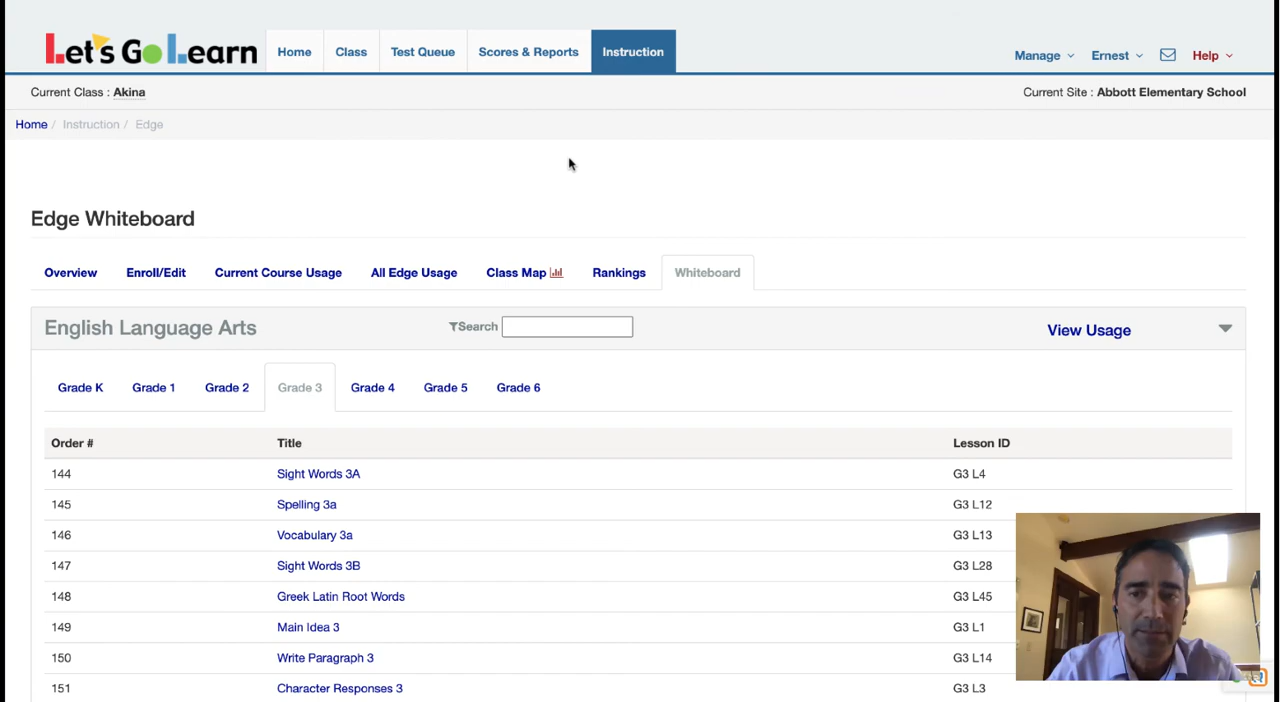 Let's Go Learn Home Class Test Queue Scores & Reports Instruction Manage Ernest Help
Current Class : Akina Current Site : Abbott Elementary School
Home / Instruction / Edge
Edge Whiteboard
Overview Enroll/Edit Current Course Usage All Edge Usage Class Map Rankings Whiteboard
English Language Arts Search View Usage
Grade K Grade 1 Grade 2 Grade 3 Grade 4 Grade 5 Grade 6
Order # Title Lesson ID
144 Sight Words 3A G3 L4
145 Spelling 3a G3 L12
146 Vocabulary 3a G3 L13
147 Sight Words 3B G3 L28
148 Greek Latin Root Words G3 L45
149 Main Idea 3 G3 L1
150 Write Paragraph 3 G3 L14
151 Character Responses 3 G3 L3